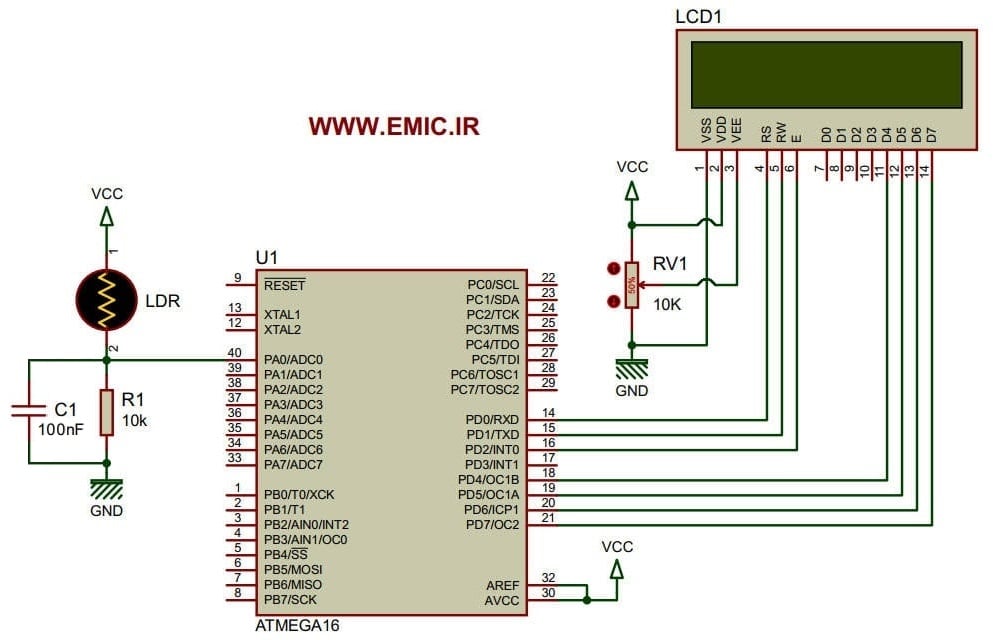 LCD1
WWW.EMIC.IR
VSS VDD VEE RS RW E D0 D1 D2 D3 D4 D5 D6 D7
1 2 3 4 5 6 7 8 9 10 11 12 13 14
VCC
RV1
50%
10K
GND
VCC
1
LDR
2
C1
100nF
R1
10k
GND
U1
9 RESET
13 XTAL1
12 XTAL2
40 PA0/ADC0
39 PA1/ADC1
38 PA2/ADC2
37 PA3/ADC3
36 PA4/ADC4
35 PA5/ADC5
34 PA6/ADC6
33 PA7/ADC7
1 PB0/T0/XCK
2 PB1/T1
3 PB2/AIN0/INT2
4 PB3/AIN1/OC0
5 PB4/SS
6 PB5/MOSI
7 PB6/MISO
8 PB7/SCK
PC0/SCL 22
PC1/SDA 23
PC2/TCK 24
PC3/TMS 25
PC4/TDO 26
PC5/TDI 27
PC6/TOSC1 28
PC7/TOSC2 29
PD0/RXD 14
PD1/TXD 15
PD2/INT0 16
PD3/INT1 17
PD4/OC1B 18
PD5/OC1A 19
PD6/ICP1 20
PD7/OC2 21
AREF 32
AVCC 30
VCC
ATMEGA16